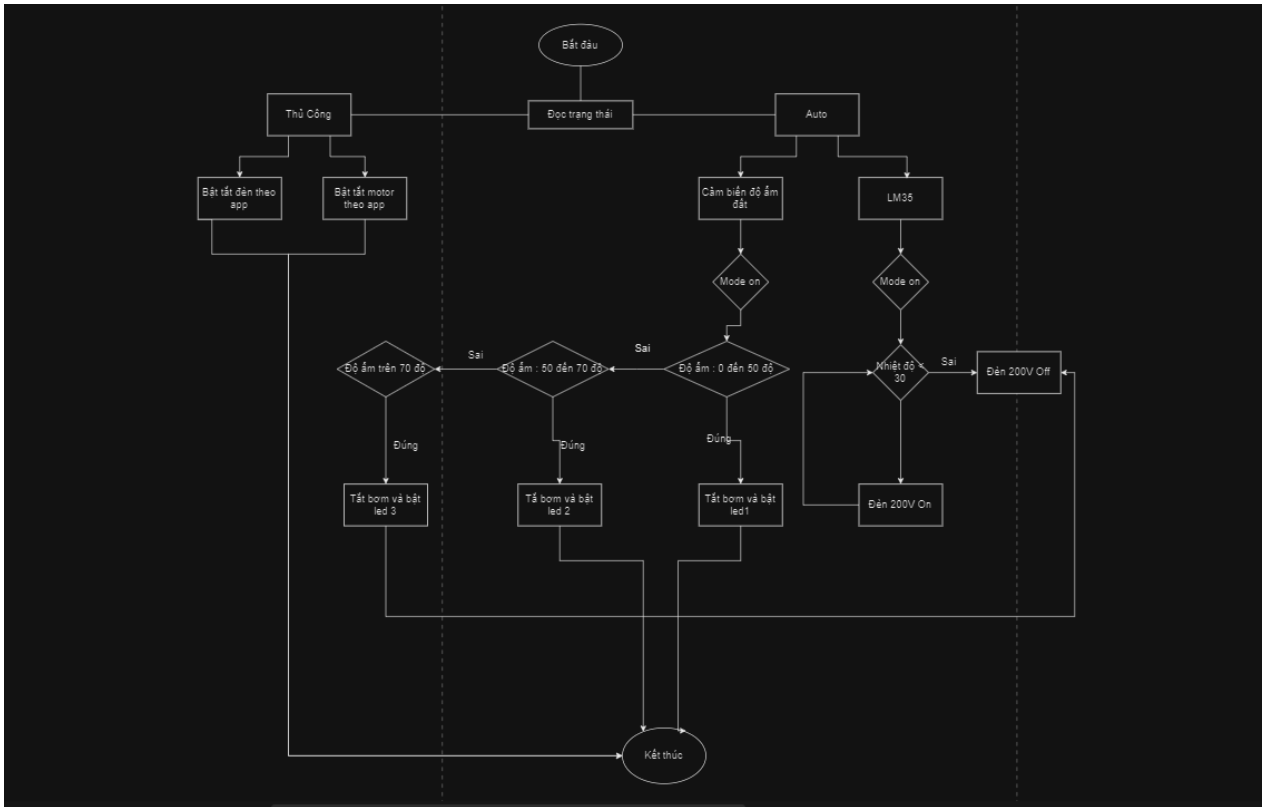 Bắt đầu
Thủ Công
Đọc trạng thái
Auto
Bật tắt đèn theo
app
Bật tắt motor
theo app
Cảm biến độ ẩm
đất
LM35
Mode on
Mode on
Độ ẩm trên 70 độ
Sai
Độ ẩm : 50 đến 70 độ
Sai
Độ ẩm : 0 đến 50 độ
Nhiệt độ <
30
Sai
Đèn 200V Off
Đúng
Đúng
Đúng
Tắt bơm và bật
led 3
Tắ bơm và bật
led 2
Tắt bơm và bật
led1
Đèn 200V On
Kết thúc